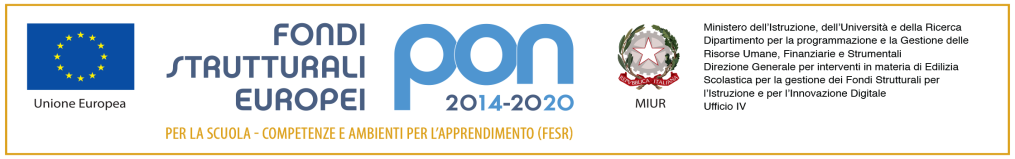 Unione Europea
FONDI
STRUTTURALI
EUROPEI
pon
2014-2020
PER LA SCUOLA - COMPETENZE E AMBIENTI PER L'APPRENDIMENTO (FESR)
REPVBBLICA ITALIANA
MIUR
Ministero dell'Istruzione, dell'Università e della Ricerca
Dipartimento per la programmazione e la Gestione delle
Risorse Umane, Finanziarie e Strumentali
Direzione Generale per interventi in materia di Edilizia
Scolastica per la gestione dei Fondi Strutturali per
l'Istruzione e per l'Innovazione Digitale
Ufficio IV